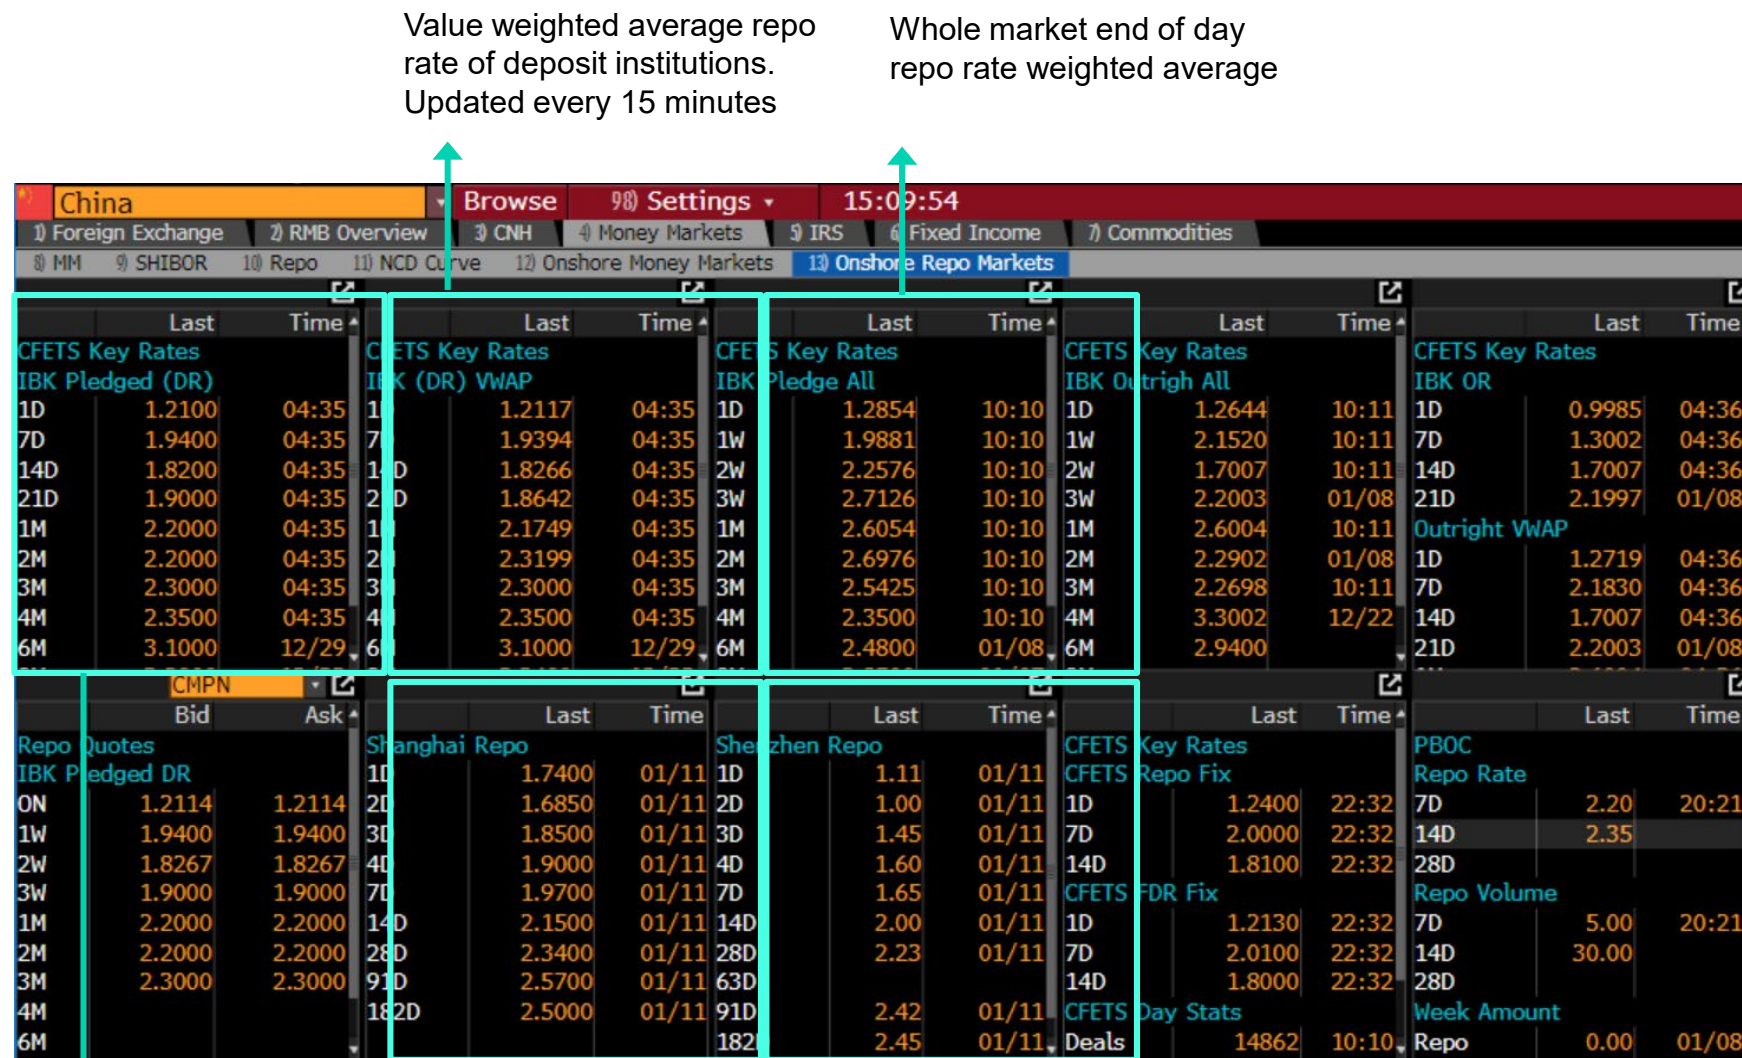 Value weighted average repo
rate of deposit institutions.
Updated every 15 minutes
Whole market end of day
repo rate weighted average
China Browse 98) Settings 15:09:54
1) Foreign Exchange 2) RMB Overview 3) CNH 4) Money Markets 5) IRS 6) Fixed Income 7) Commodities
8) MM 9) SHIBOR 10) Repo 11) NCD Curve 12) Onshore Money Markets 13) Onshore Repo Markets
Last Time
CFETS Key Rates
IBK Pledged (DR)
1D 1.2100 04:35
7D 1.9400 04:35
14D 1.8200 04:35
21D 1.9000 04:35
1M 2.2000 04:35
2M 2.2000 04:35
3M 2.3000 04:35
4M 2.3500 04:35
6M 3.1000 12/29
Last Time
CFETS Key Rates
IBK (DR) VWAP
1D 1.2117 04:35
7D 1.9394 04:35
14D 1.8266 04:35
21D 1.8642 04:35
1M 2.1749 04:35
2M 2.3199 04:35
3M 2.3000 04:35
4M 2.3500 04:35
6M 3.1000 12/29
Last Time
CFETS Key Rates
IBK Pledge All
1D 1.2854 10:10
1W 1.9881 10:10
2W 2.2576 10:10
3W 2.7126 10:10
1M 2.6054 10:10
2M 2.6976 10:10
3M 2.5425 10:10
4M 2.3500 10:10
6M 2.4800 01/08
Last Time
CFETS Key Rates
IBK Outrigh All
1D 1.2644 10:11
1W 2.1520 10:11
2W 1.7007 10:11
3W 2.2003 01/08
1M 2.6004 10:11
2M 2.2902 01/08
3M 2.2698 10:11
4M 3.3002 12/22
6M 2.9400
Last Time
CFETS Key Rates
IBK OR
1D 0.9985 04:36
7D 1.3002 04:36
14D 1.7007 04:36
21D 2.1997 01/08
Outright VWAP
1D 1.2719 04:36
7D 2.1830 04:36
14D 1.7007 04:36
21D 2.2003 01/08
CMPN
Bid Ask
Repo Quotes
IBK Pledged DR
ON 1.2114 1.2114
1W 1.9400 1.9400
2W 1.8267 1.8267
3W 1.9000 1.9000
1M 2.2000 2.2000
2M 2.2000 2.2000
3M 2.3000 2.3000
4M
6M
Last Time
Shanghai Repo
1D 1.7400 01/11
2D 1.6850 01/11
3D 1.8500 01/11
4D 1.9000 01/11
7D 1.9700 01/11
14D 2.1500 01/11
28D 2.3400 01/11
91D 2.5700 01/11
182D 2.5000 01/11
Last Time
Shenzhen Repo
1D 1.11 01/11
2D 1.00 01/11
3D 1.45 01/11
4D 1.60 01/11
7D 1.65 01/11
14D 2.00 01/11
28D 2.23 01/11
63D
91D 2.42 01/11
182D 2.45 01/11
Last Time
CFETS Key Rates
CFETS Repo Fix
1D 1.2400 22:32
7D 2.0000 22:32
14D 1.8100 22:32
CFETS FDR Fix
1D 1.2130 22:32
7D 2.0100 22:32
14D 1.8000 22:32
CFETS Day Stats
Deals 14862 10:10
Last Time
PBOC
Repo Rate
7D 2.20 20:21
14D 2.35
28D
Repo Volume
7D 5.00 20:21
14D 30.00
28D
Week Amount
Repo 0.00 01/08